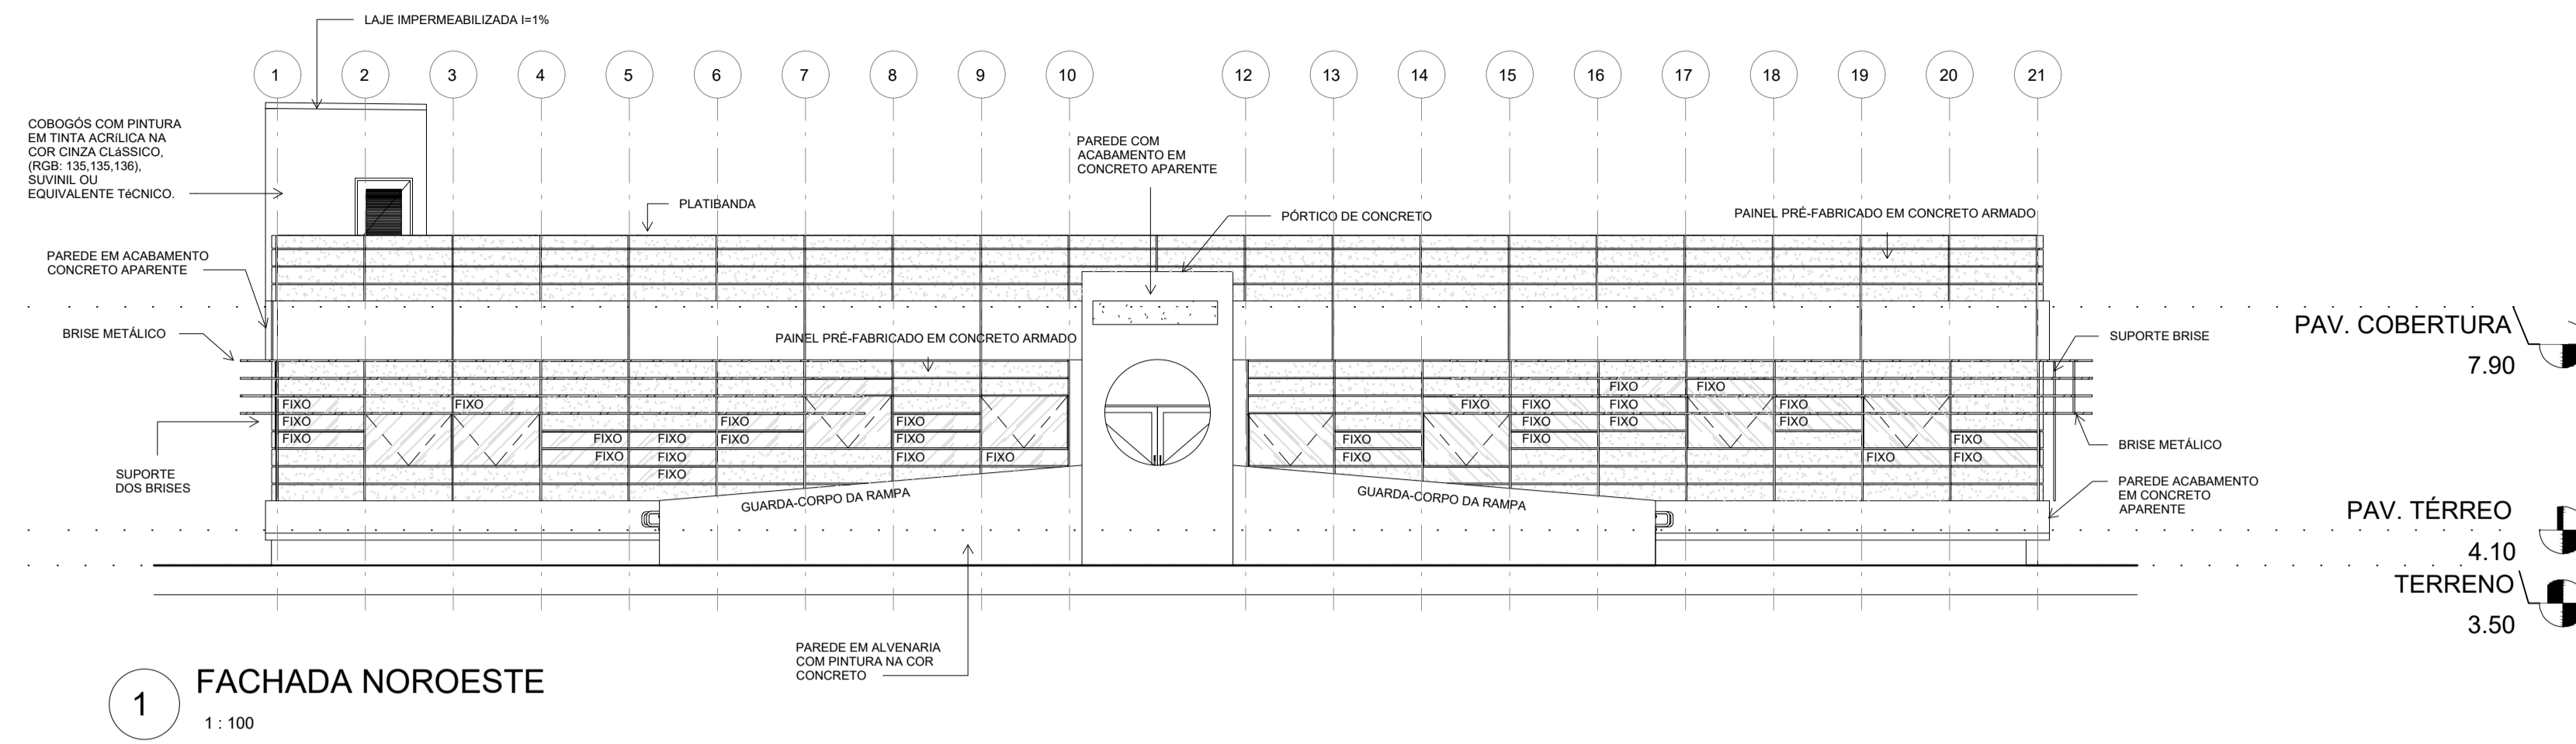 LAJE IMPERMEABILIZADA I=1%
1 2 3 4 5 6 7 8 9 10 12 13 14 15 16 17 18 19 20 21
COBOGÓS COM PINTURA
EM TINTA ACRíLICA NA
COR CINZA CLáSSICO,
(RGB: 135,135,136),
SUVINIL OU
EQUIVALENTE TéCNICO.
PAREDE COM
ACABAMENTO EM
CONCRETO APARENTE
PLATIBANDA
PÓRTICO DE CONCRETO
PAINEL PRÉ-FABRICADO EM CONCRETO ARMADO
PAREDE EM ACABAMENTO
CONCRETO APARENTE
BRISE METÁLICO
PAINEL PRÉ-FABRICADO EM CONCRETO ARMADO
SUPORTE BRISE
PAV. COBERTURA
7.90
FIXO FIXO
FIXO FIXO FIXO FIXO FIXO FIXO
FIXO FIXO FIXO FIXO FIXO FIXO
FIXO FIXO FIXO FIXO FIXO FIXO FIXO FIXO
FIXO FIXO FIXO FIXO FIXO FIXO FIXO
FIXO
BRISE METÁLICO
SUPORTE
DOS BRISES
GUARDA-CORPO DA RAMPA
GUARDA-CORPO DA RAMPA
PAREDE ACABAMENTO
EM CONCRETO
APARENTE
PAV. TÉRREO
4.10
TERRENO
3.50
PAREDE EM ALVENARIA
COM PINTURA NA COR
CONCRETO
1
FACHADA NOROESTE
1 : 100